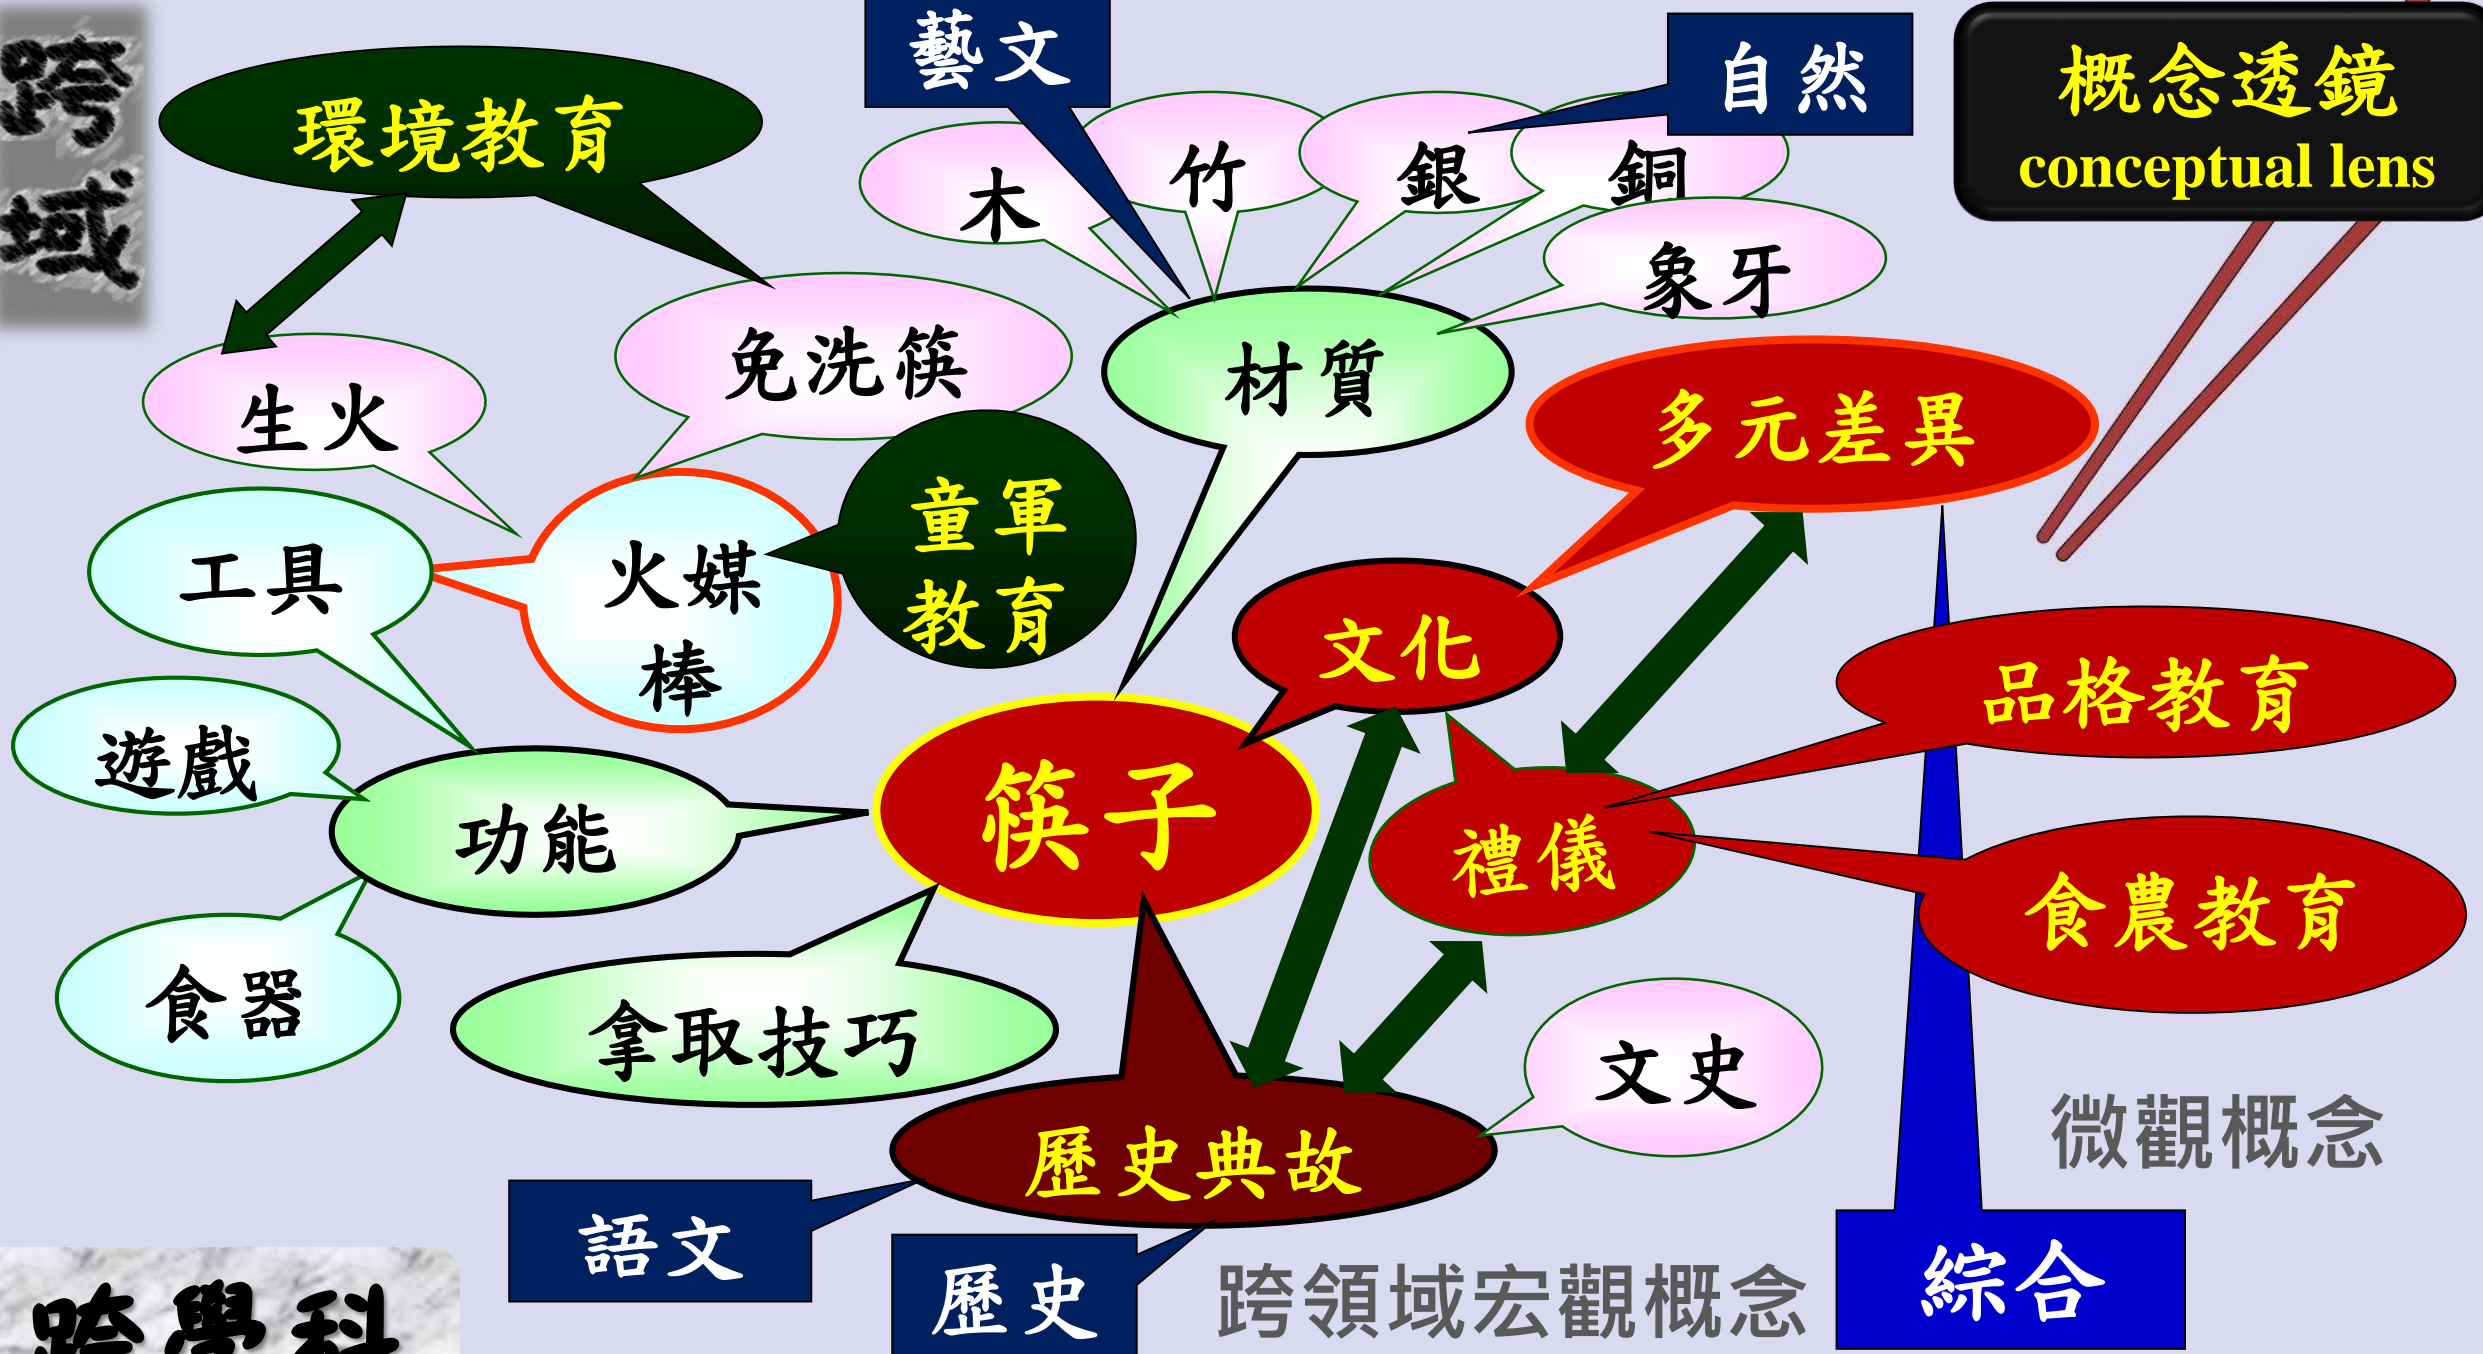 跨
域
環境教育
藝文
自然
概念透鏡
conceptual lens
木
竹
銀
銅
象牙
生火
免洗筷
材質
多元差異
工具
火媒
棒
童軍
教育
文化
品格教育
遊戲
功能
筷子
禮儀
食農教育
食器
拿取技巧
文史
歷史典故
微觀概念
語文
歷史
跨領域宏觀概念
綜合
跨學科